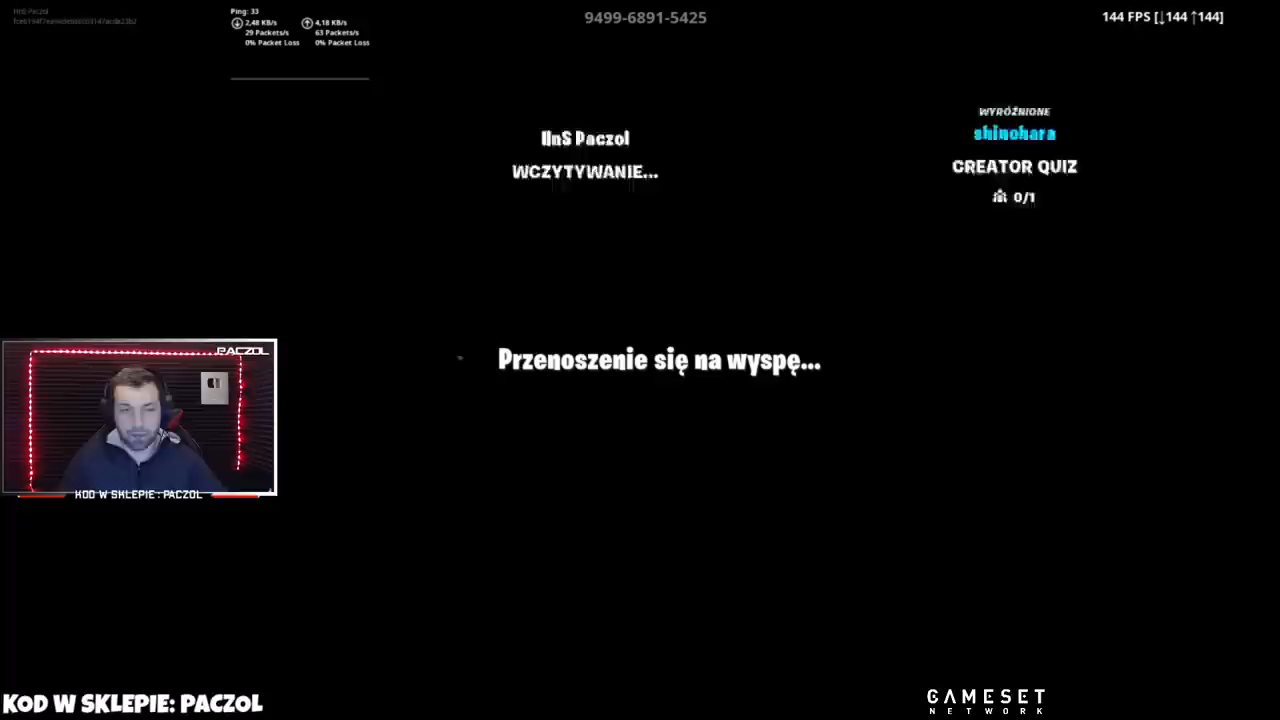 HnS Paczol
Ping: 33
2,48 KB/s
4,18 KB/s
29 Packets/s
63 Packets/s
0% Packet Loss
0% Packet Loss
9499-6891-5425
144 FPS [↓144 ↑144]
HnS Paczol
WCZYTYWANIE...
WYRÓŻNIONE
shinohara
CREATOR QUIZ
0/1
Przenoszenie się na wyspę...
PACZOL
KOD W SKLEPIE: PACZOL
KOD W SKLEPIE: PACZOL
GAMESET
NETWORK